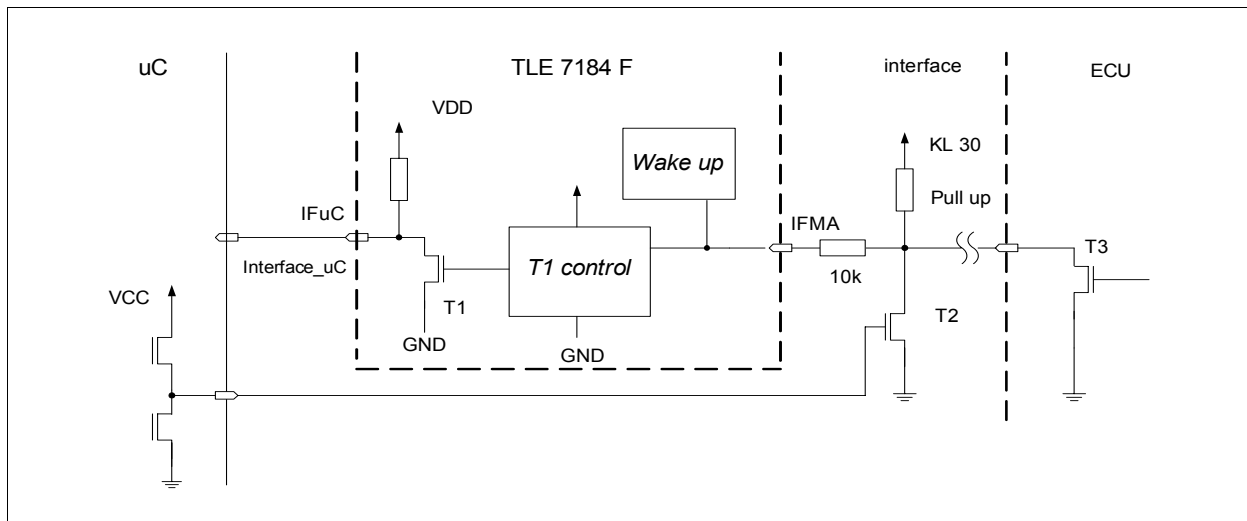 uC
TLE 7184 F
interface
ECU
VDD
Wake up
KL 30
Pull up
IFuC
IFMA
T3
Interface_uC
T1 control
10k
VCC
T1
T2
GND
GND